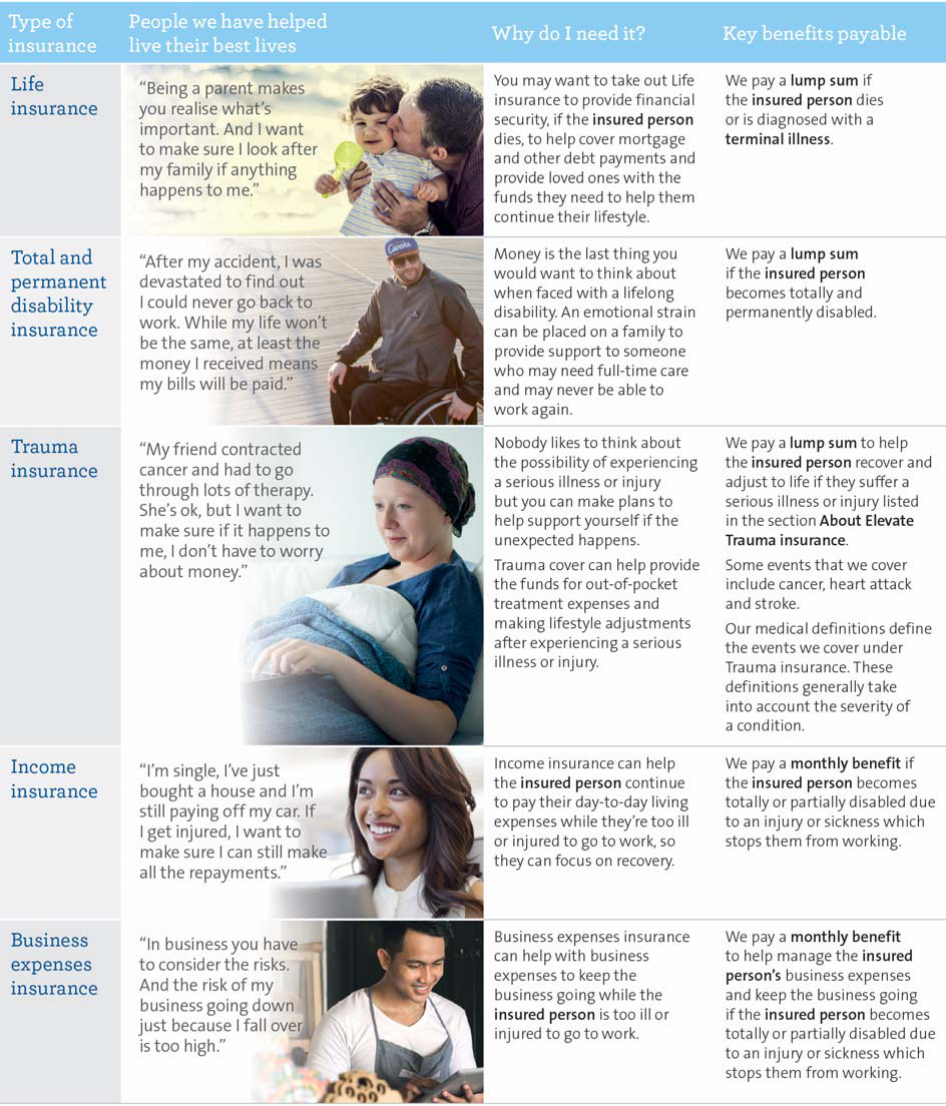 Type of
insurance
People we have helped
live their best lives
Why do I need it?
Key benefits payable
Life
insurance
“Being a parent makes
you realise what’s
important. And I want
to make sure I look after
my family if anything
happens to me.”
You may want to take out Life
insurance to provide financial
security, if the insured person
dies, to help cover mortgage
and other debt payments and
provide loved ones with the
funds they need to help them
continue their lifestyle.
We pay a lump sum if
the insured person dies
or is diagnosed with a
terminal illness.
Total and
permanent
disability
insurance
“After my accident, I was
devastated to find out
I could never go back to
work. While my life won’t
be the same, at least the
money I received means
my bills will be paid.”
Money is the last thing you
would want to think about
when faced with a lifelong
disability. An emotional strain
can be placed on a family to
provide support to someone
who may need full-time care
and may never be able to
work again.
We pay a lump sum
if the insured person
becomes totally and
permanently disabled.
Trauma
insurance
“My friend contracted
cancer and had to go
through lots of therapy.
She’s ok, but I want to
make sure if it happens to
me, I don’t have to worry
about money.”
Nobody likes to think about
the possibility of experiencing
a serious illness or injury
but you can make plans to
help support yourself if the
unexpected happens.
Trauma cover can help provide
the funds for out-of-pocket
treatment expenses and
making lifestyle adjustments
after experiencing a serious
illness or injury.
We pay a lump sum to help
the insured person recover and
adjust to life if they suffer a
serious illness or injury listed
in the section About Elevate
Trauma insurance.
Some events that we cover
include cancer, heart attack
and stroke.
Our medical definitions define
the events we cover under
Trauma insurance. These
definitions generally take
into account the severity of
a condition.
Income
insurance
“I’m single, I’ve just
bought a house and I’m
still paying off my car. If
I get injured, I want to
make sure I can still make
all the repayments.”
Income insurance can help
the insured person continue
to pay their day-to-day living
expenses while they’re too ill
or injured to go to work, so
they can focus on recovery.
We pay a monthly benefit if
the insured person becomes
totally or partially disabled due
to an injury or sickness which
stops them from working.
Business
expenses
insurance
“In business you have
to consider the risks.
And the risk of my
business going down
just because I fall over
is too high.”
Business expenses insurance
can help with business
expenses to keep the
business going while the
insured person is too ill or
injured to go to work.
We pay a monthly benefit
to help manage the insured
person’s business expenses
and keep the business going
if the insured person becomes
totally or partially disabled due
to an injury or sickness which
stops them from working.